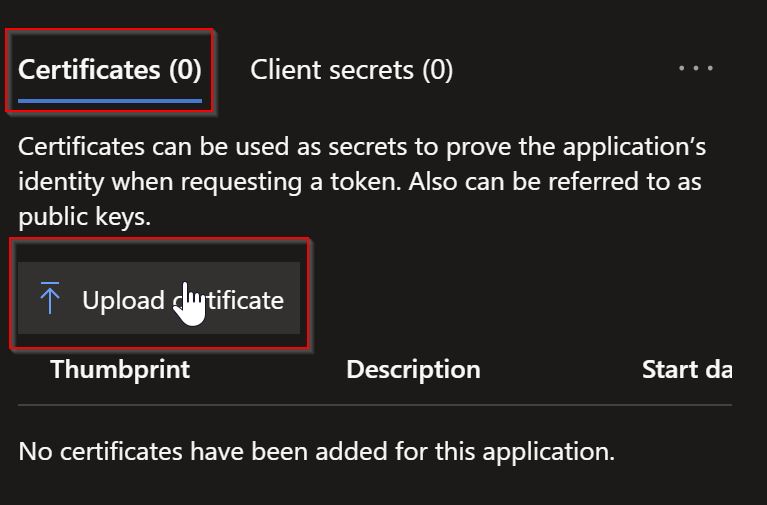 Certificates (0) Client secrets (0) ...
Certificates can be used as secrets to prove the application's
identity when requesting a token. Also can be referred to as
public keys.
Upload certificate
Thumbprint Description Start da
No certificates have been added for this application.